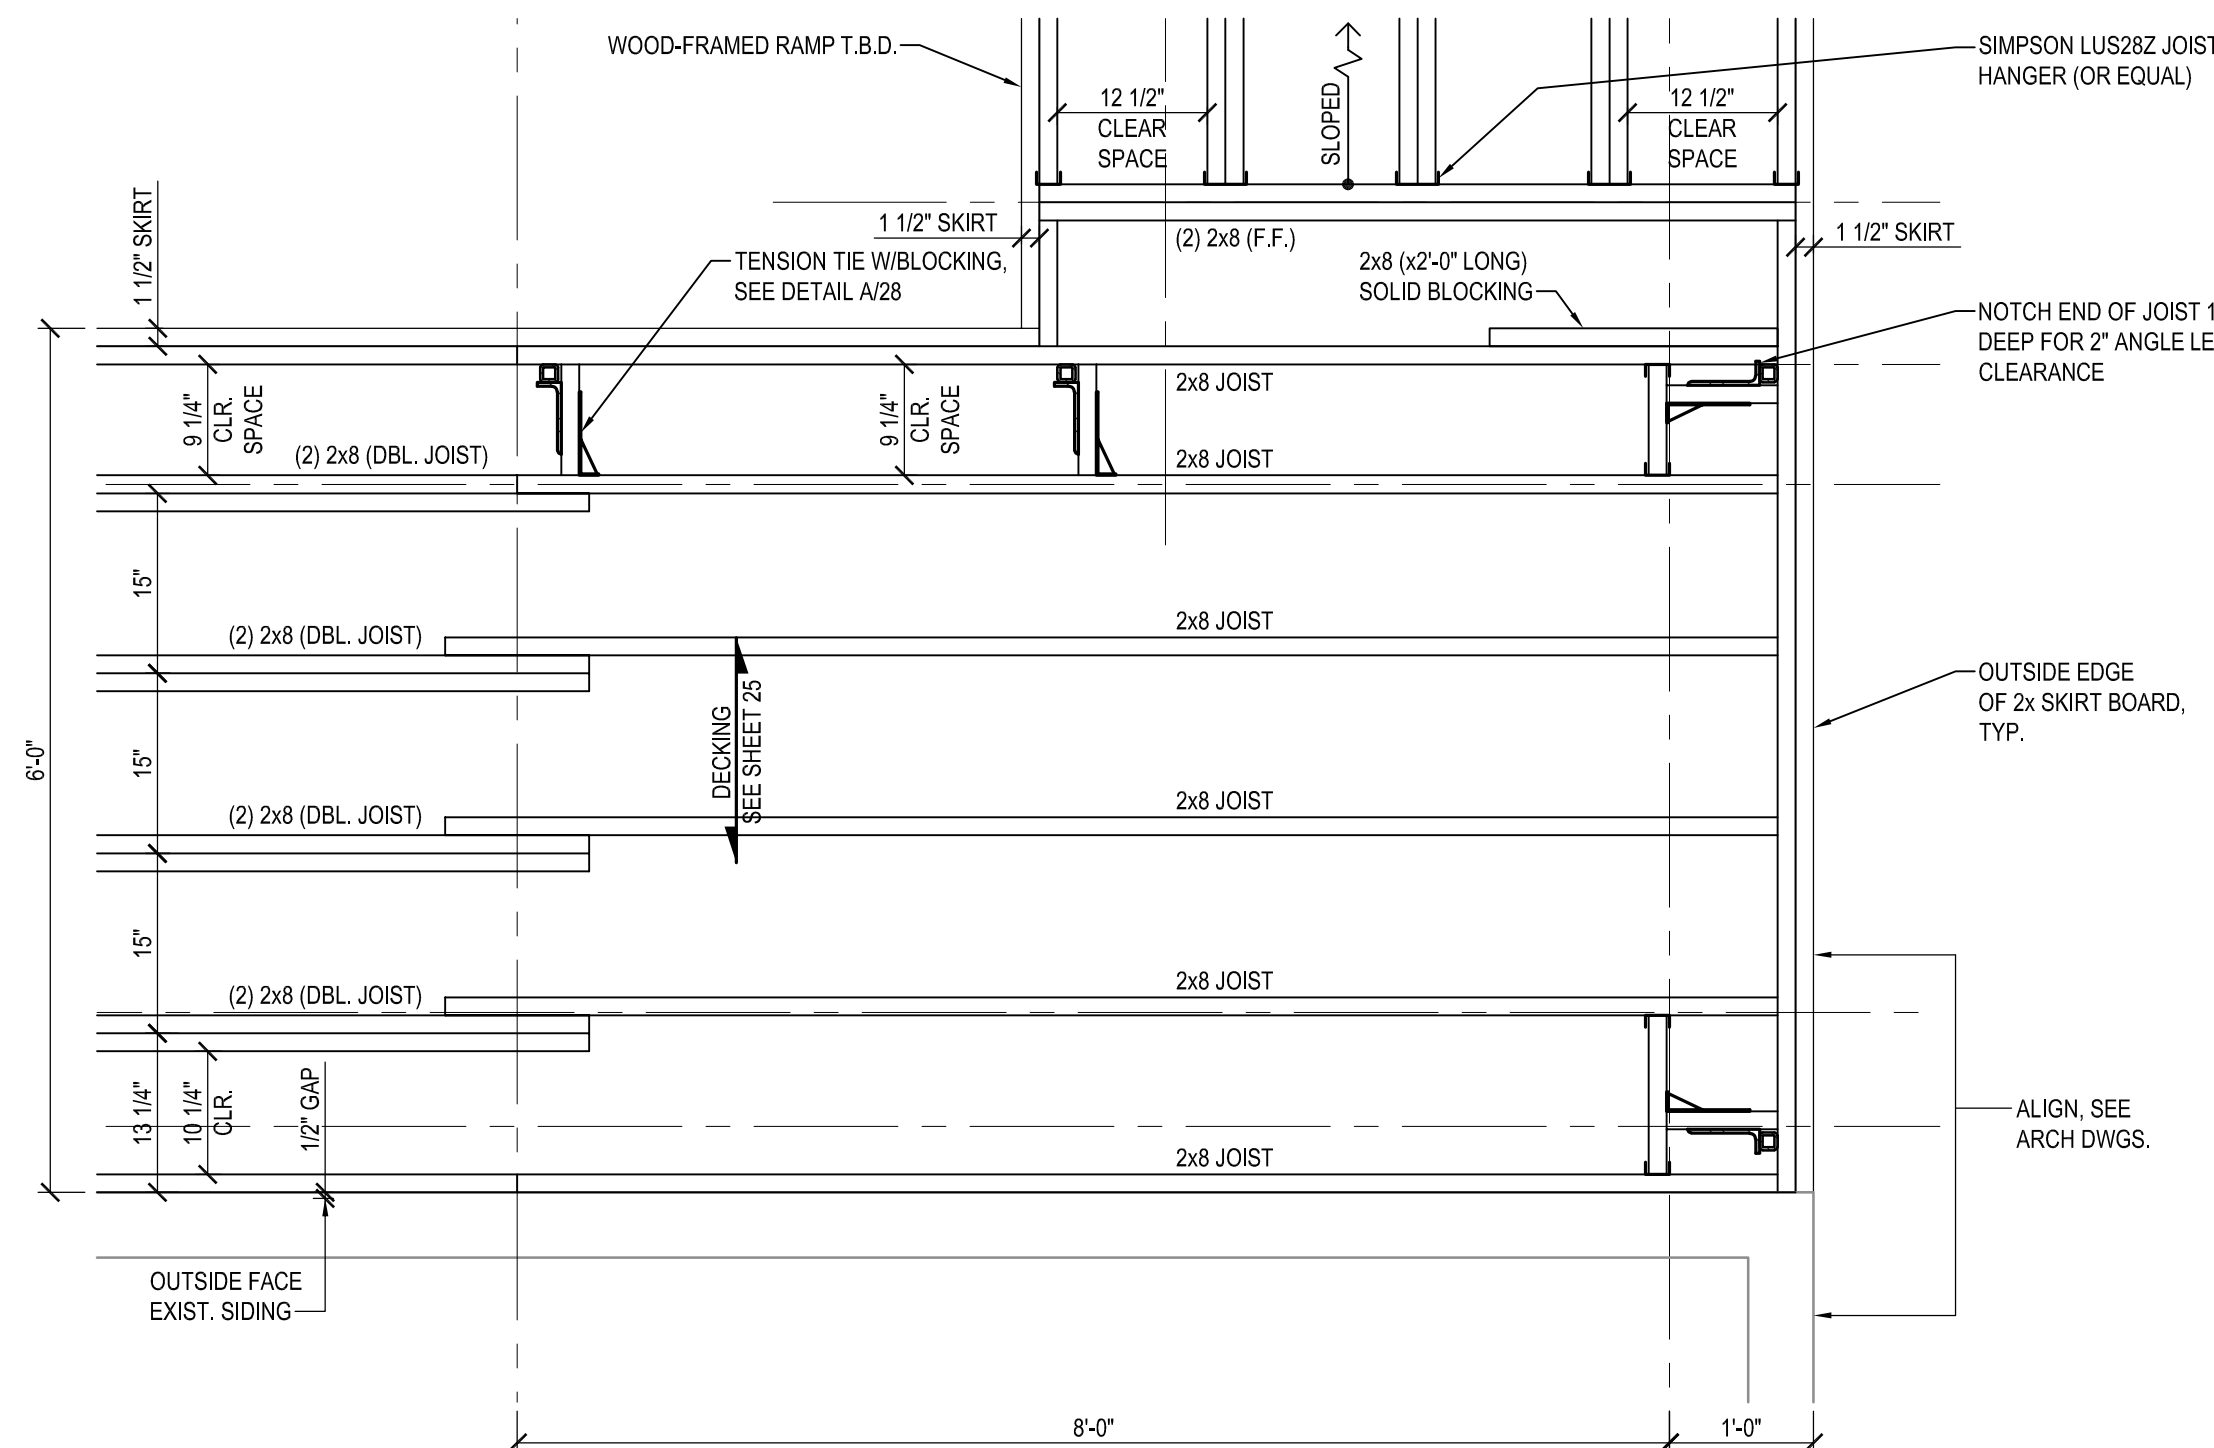 WOOD-FRAMED RAMP T.B.D.
SIMPSON LUS28Z JOIST
HANGER (OR EQUAL)
12 1/2"
CLEAR
SPACE
SLOPED
12 1/2"
CLEAR
SPACE
1 1/2" SKIRT
1 1/2" SKIRT
(2) 2x8 (F.F.)
1 1/2" SKIRT
TENSION TIE W/BLOCKING,
SEE DETAIL A/28
2x8 (x2'-0" LONG)
SOLID BLOCKING
NOTCH END OF JOIST 1
DEEP FOR 2" ANGLE LE
CLEARANCE
9 1/4"
CLR.
SPACE
9 1/4"
CLR.
SPACE
2x8 JOIST
(2) 2x8 (DBL. JOIST)
2x8 JOIST
15"
(2) 2x8 (DBL. JOIST)
2x8 JOIST
OUTSIDE EDGE
OF 2x SKIRT BOARD,
TYP.
6'-0"
15"
DECKING
SEE SHEET 25
(2) 2x8 (DBL. JOIST)
2x8 JOIST
15"
(2) 2x8 (DBL. JOIST)
2x8 JOIST
13 1/4"
10 1/4"
CLR.
1/2" GAP
ALIGN, SEE
ARCH DWGS.
2x8 JOIST
OUTSIDE FACE
EXIST. SIDING
8'-0"
1'-0"